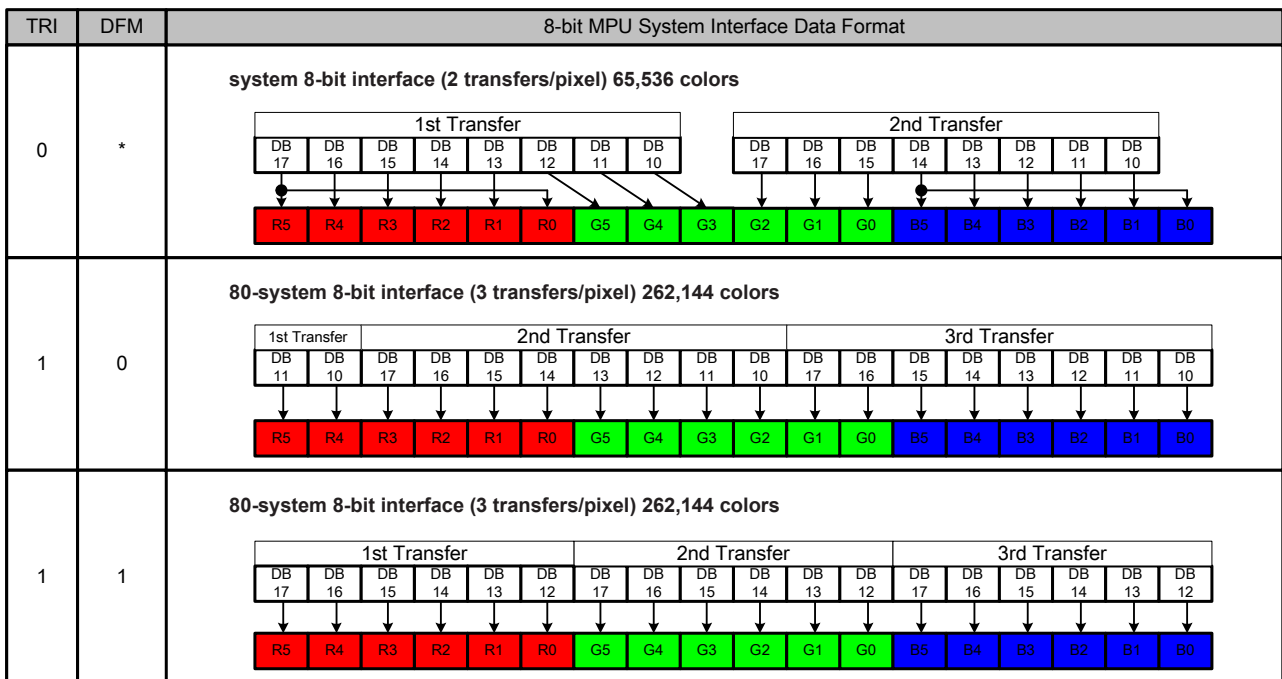 TRI DFM 8-bit MPU System Interface Data Format
system 8-bit interface (2 transfers/pixel) 65,536 colors
1st Transfer 2nd Transfer
DB DB DB DB DB DB DB DB DB DB DB DB DB DB DB DB
17 16 15 14 13 12 11 10 17 16 15 14 13 12 11 10
0 *
R5 R4 R3 R2 R1 R0 G5 G4 G3 G2 G1 G0 B5 B4 B3 B2 B1 B0
80-system 8-bit interface (3 transfers/pixel) 262,144 colors
1st Transfer 2nd Transfer 3rd Transfer
DB DB DB DB DB DB DB DB DB DB DB DB DB DB DB DB DB DB
11 10 17 16 15 14 13 12 11 10 17 16 15 14 13 12 11 10
1 0
R5 R4 R3 R2 R1 R0 G5 G4 G3 G2 G1 G0 B5 B4 B3 B2 B1 B0
80-system 8-bit interface (3 transfers/pixel) 262,144 colors
1st Transfer 2nd Transfer 3rd Transfer
DB DB DB DB DB DB DB DB DB DB DB DB DB DB DB DB DB DB
17 16 15 14 13 12 17 16 15 14 13 12 17 16 15 14 13 12
1 1
R5 R4 R3 R2 R1 R0 G5 G4 G3 G2 G1 G0 B5 B4 B3 B2 B1 B0